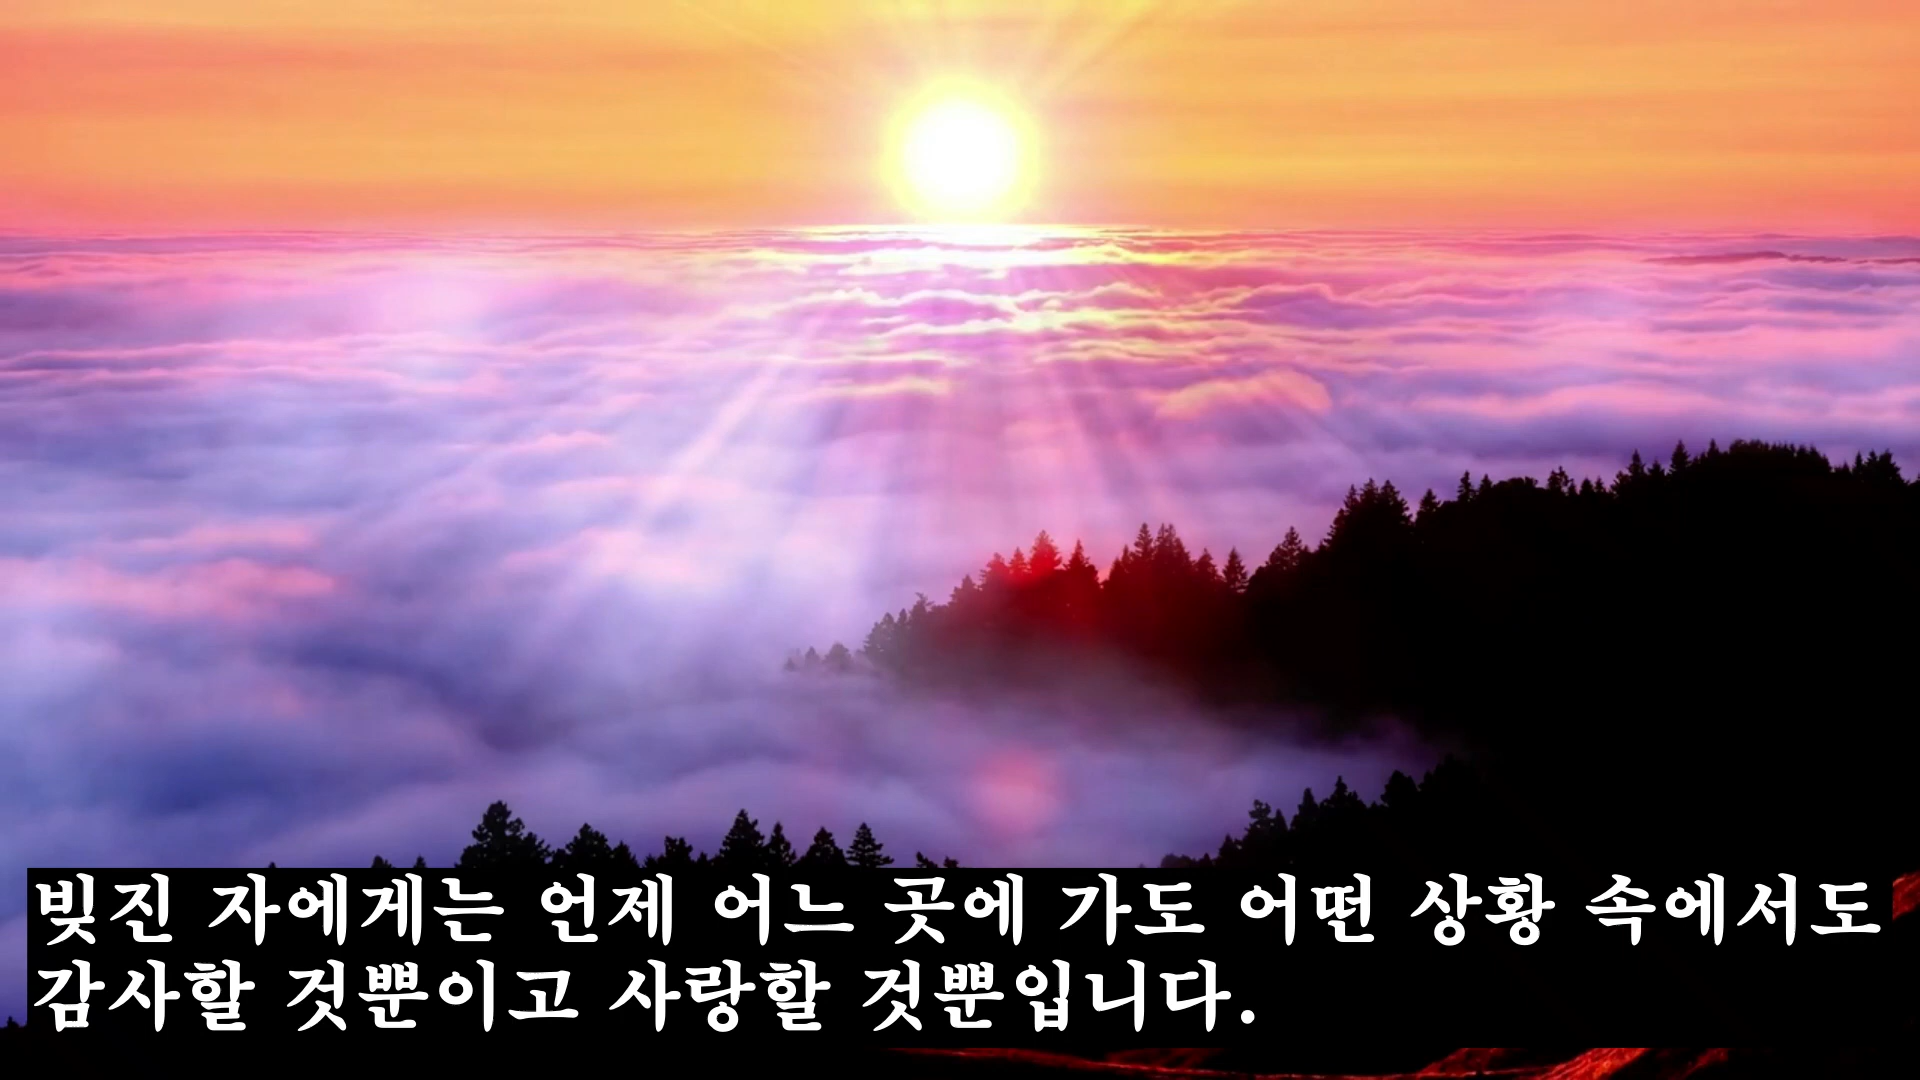 빚진 자에게는 언제 어느 곳에 가도 어떤 상황 속에서도
감사할 것뿐이고 사랑할 것뿐입니다.